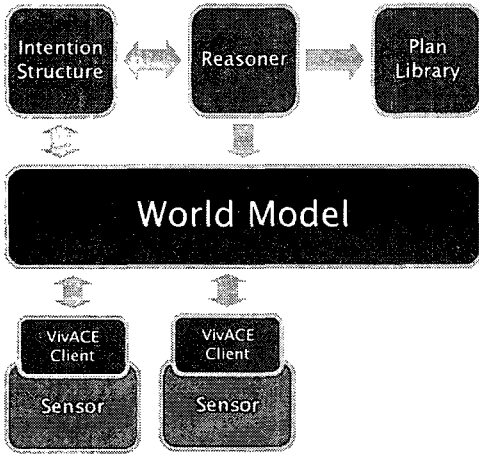 Intention
Structure
Reasoner
Plan
Library
World Model
VivACE
Client
Sensor
VivACE
Client
Sensor